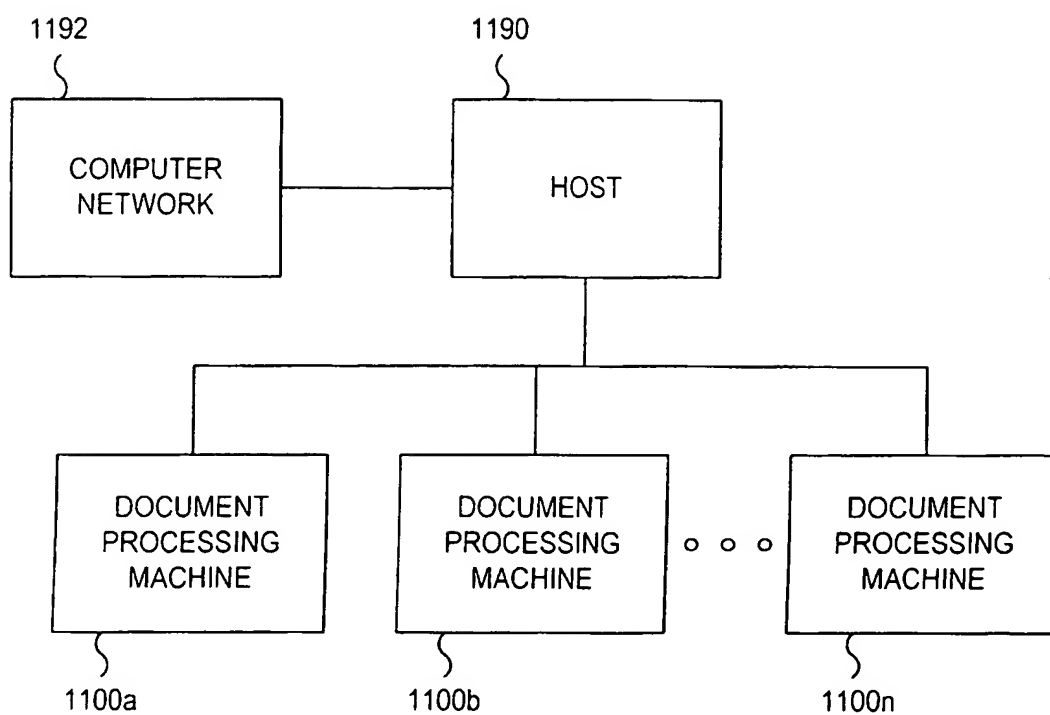 1192
1190
COMPUTER
NETWORK
HOST
DOCUMENT
PROCESSING
MACHINE
DOCUMENT
PROCESSING
MACHINE
DOCUMENT
PROCESSING
MACHINE
1100a
1100b
1100n